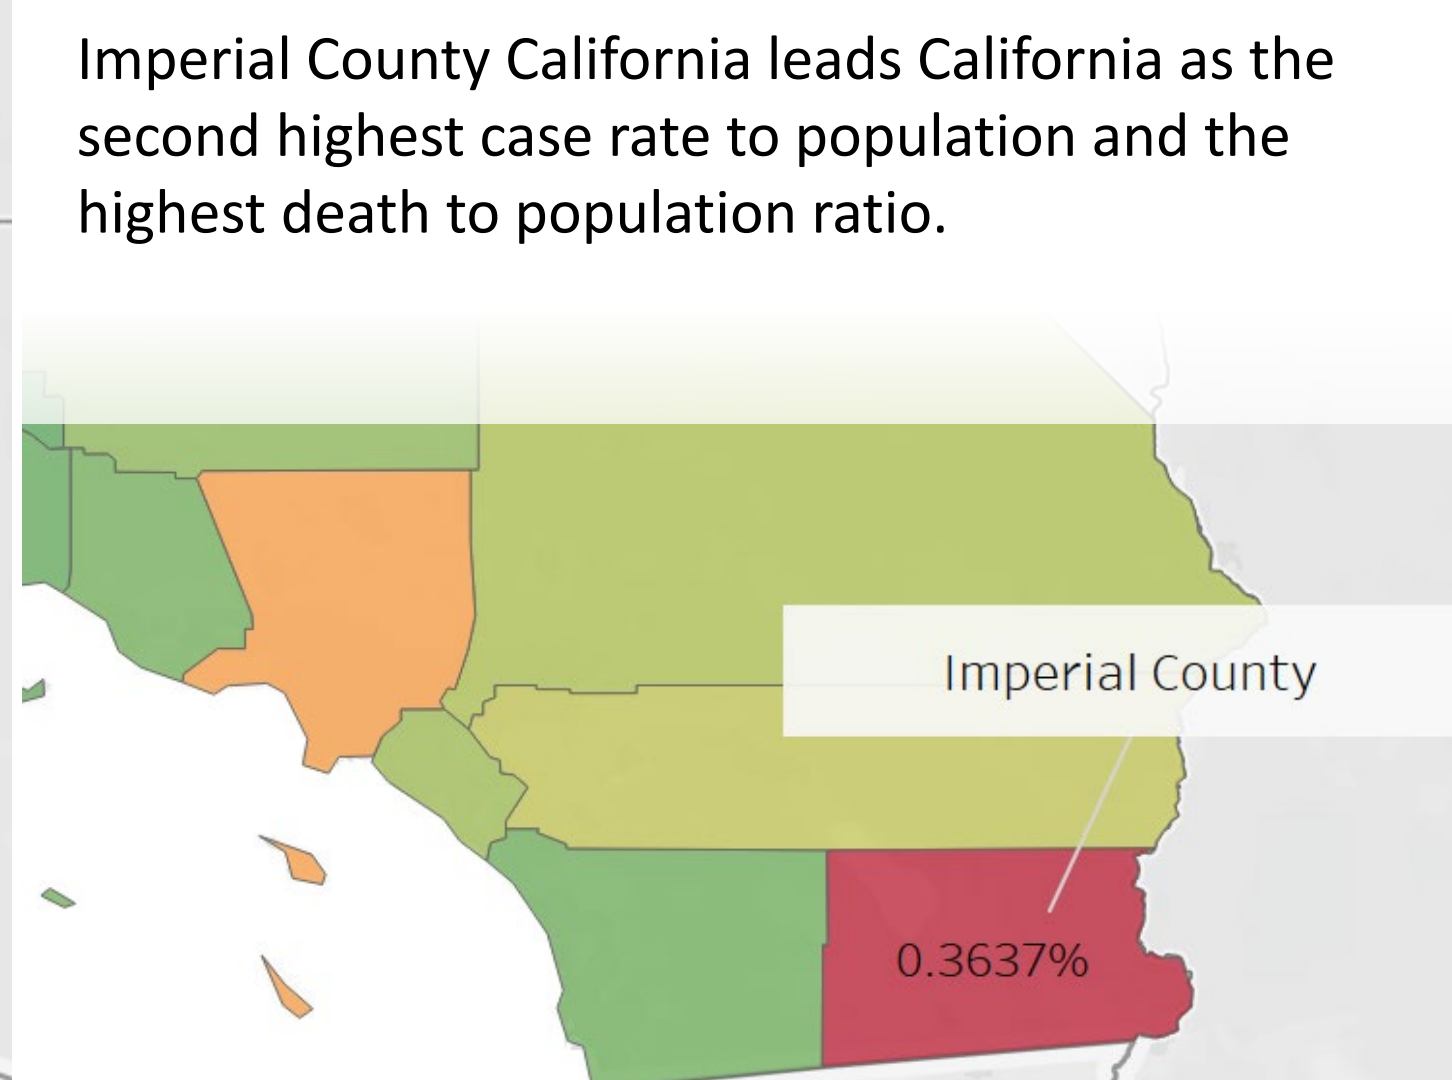 Imperial County California leads California as the
second highest case rate to population and the
highest death to population ratio.
Imperial County
0.3637%